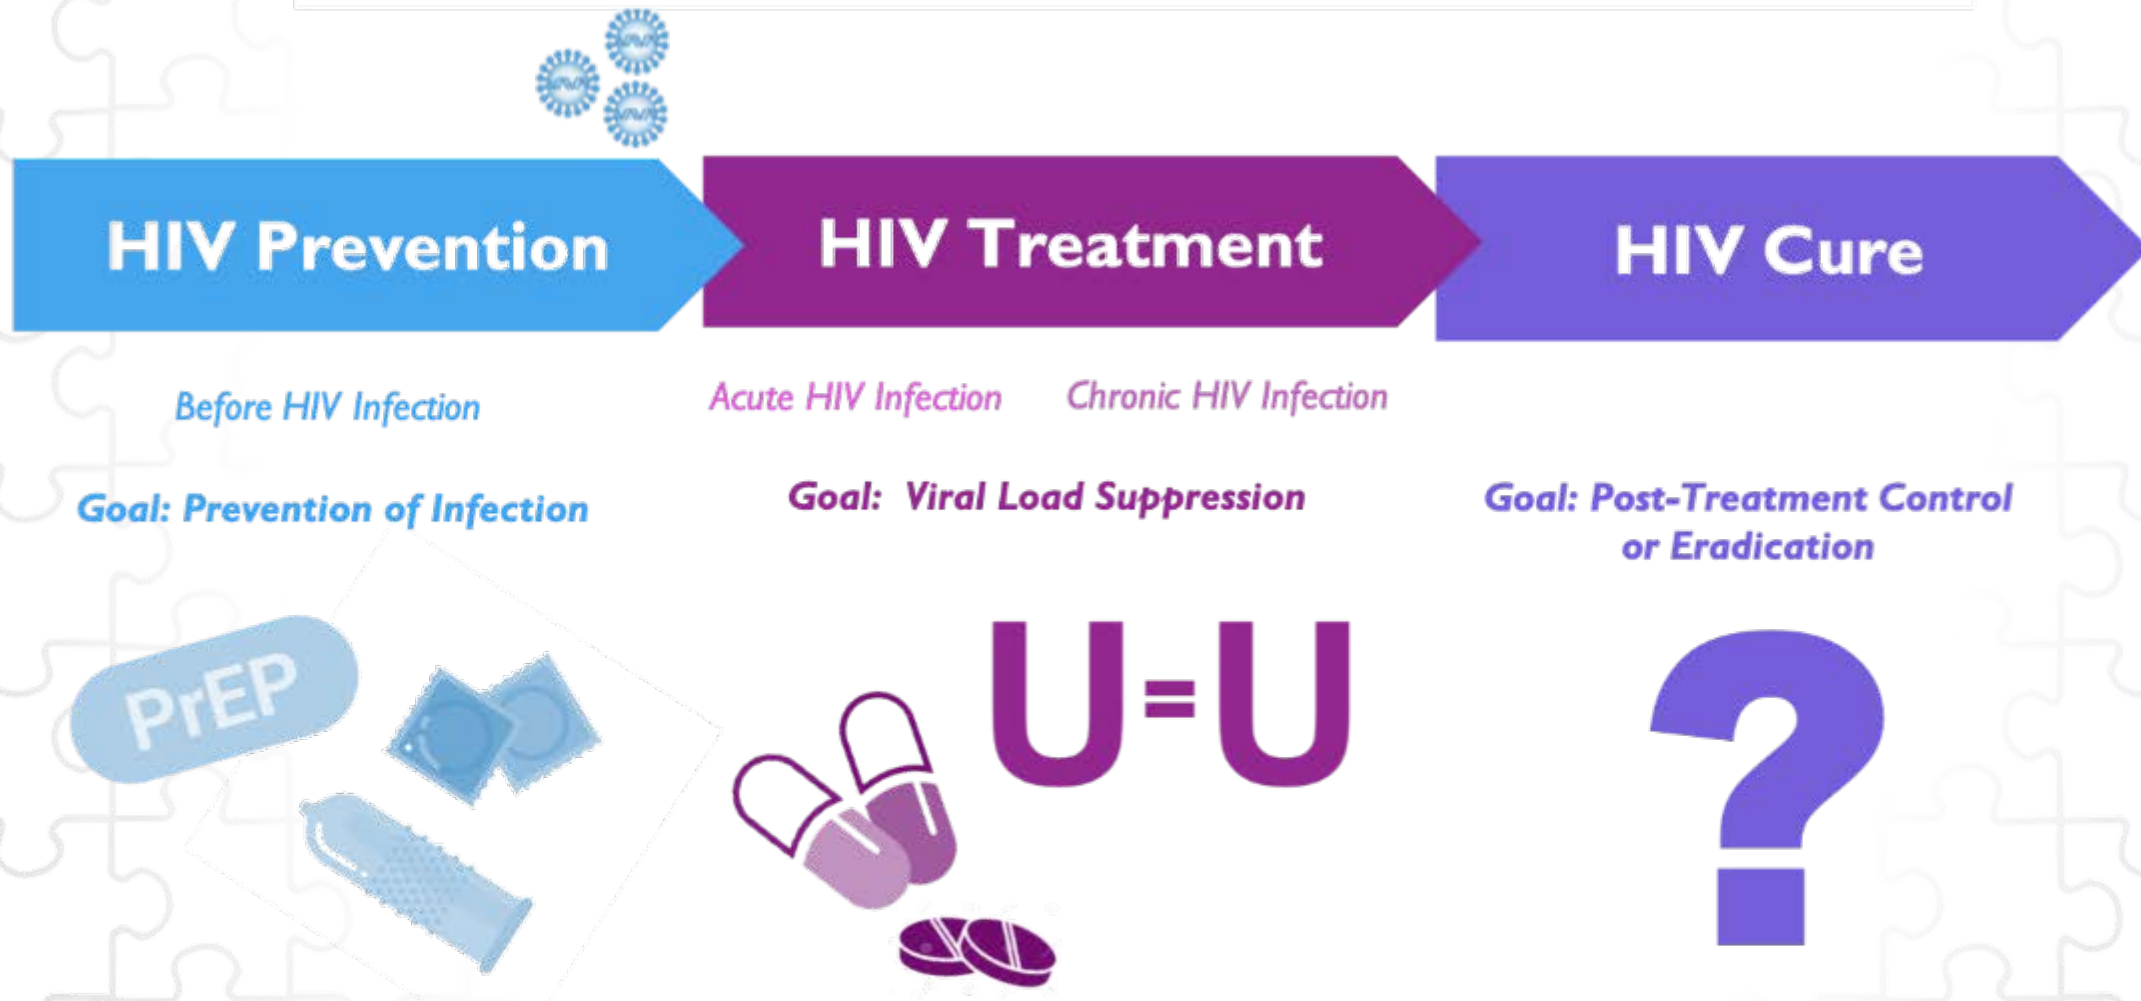 HIV Prevention
HIV Treatment
HIV Cure
Before HIV Infection
Acute HIV Infection
Chronic HIV Infection
Goal: Prevention of Infection
Goal: Viral Load Suppression
Goal: Post-Treatment Control
or Eradication
PrEP
U=U
?